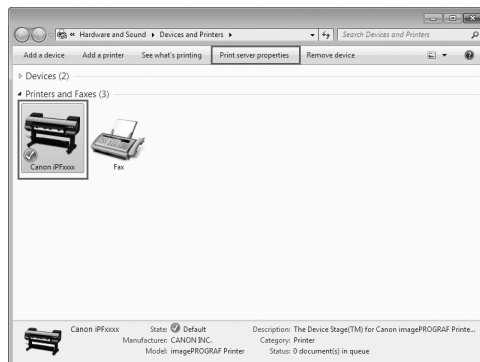 « Hardware and Sound ▸ Devices and Printers ▸ Search Devices and Printers
Add a device Add a printer See what's printing Print server properties Remove device
Devices (2)
Printers and Faxes (3)
Canon iPFxxxx Fax
Canon iPFxxxx State: Default Description: The Device Stage(TM) for Canon imagePROGRAF Printe...
Manufacturer: CANON INC. Category: Printer
Model: imagePROGRAF Printer Status: 0 document(s) in queue